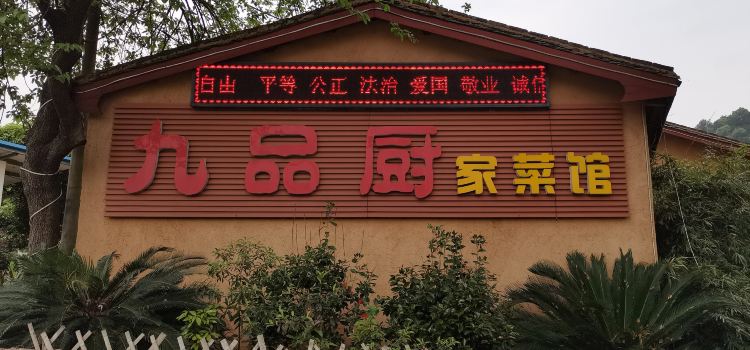 自由 平等 公正 法治 爱国 敬业 诚信
九品厨 家菜馆